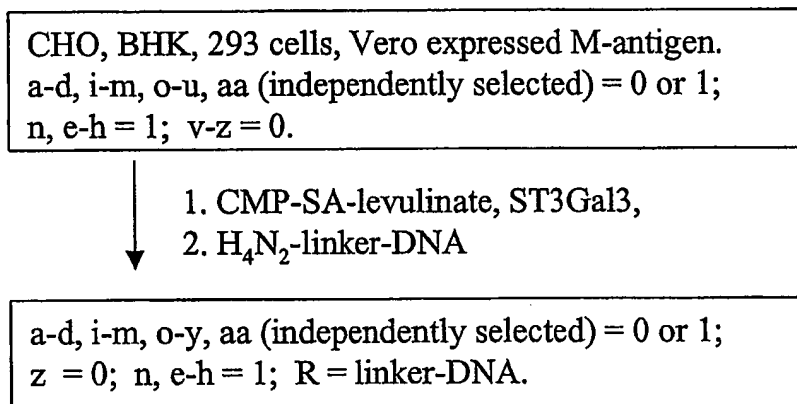 CHO, BHK, 293 cells, Vero expressed M-antigen.
a-d, i-m, o-u, aa (independently selected) = 0 or 1;
n, e-h = 1; v-z = 0.
1. CMP-SA-levulinate, ST3Gal3,
2. H₄N₂-linker-DNA
a-d, i-m, o-y, aa (independently selected) = 0 or 1;
z = 0; n, e-h = 1; R = linker-DNA.